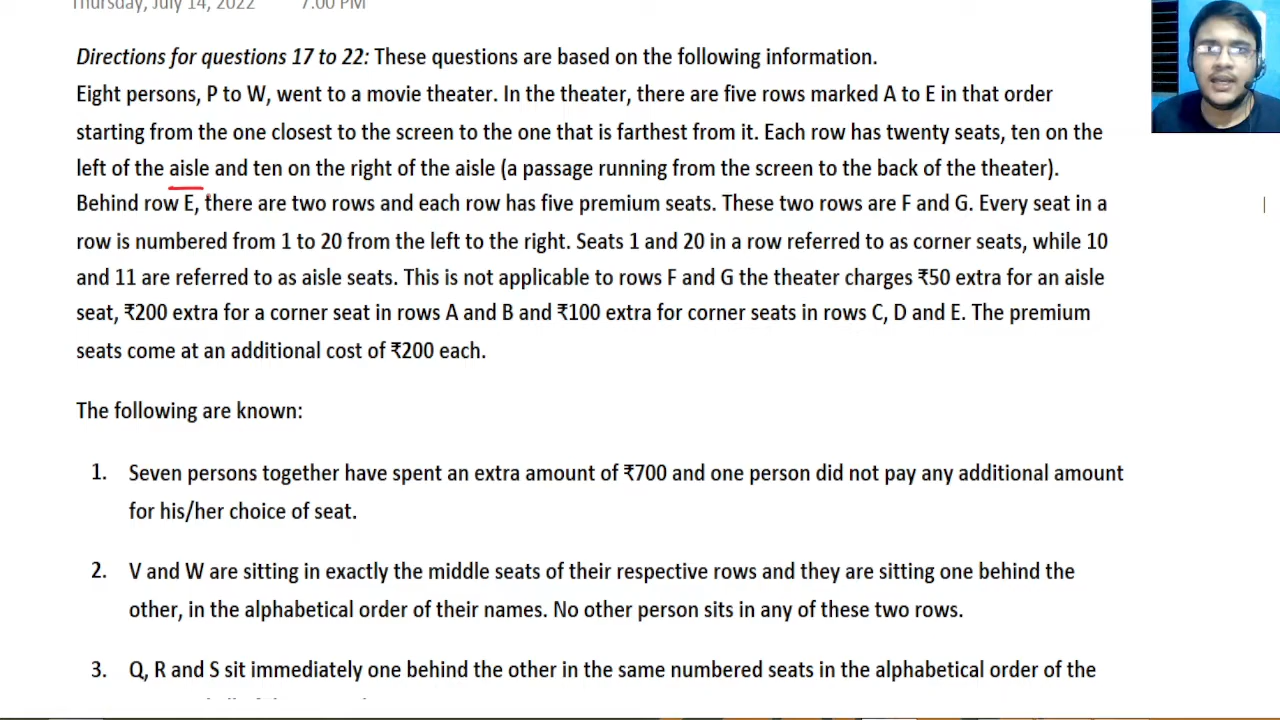 Thursday, July 14, 2022 7:00 PM
Directions for questions 17 to 22: These questions are based on the following information.
Eight persons, P to W, went to a movie theater. In the theater, there are five rows marked A to E in that order
starting from the one closest to the screen to the one that is farthest from it. Each row has twenty seats, ten on the
left of the aisle and ten on the right of the aisle (a passage running from the screen to the back of the theater).
Behind row E, there are two rows and each row has five premium seats. These two rows are F and G. Every seat in a
row is numbered from 1 to 20 from the left to the right. Seats 1 and 20 in a row referred to as corner seats, while 10
and 11 are referred to as aisle seats. This is not applicable to rows F and G the theater charges ₹50 extra for an aisle
seat, ₹200 extra for a corner seat in rows A and B and ₹100 extra for corner seats in rows C, D and E. The premium
seats come at an additional cost of ₹200 each.
The following are known:
1. Seven persons together have spent an extra amount of ₹700 and one person did not pay any additional amount
for his/her choice of seat.
2. V and W are sitting in exactly the middle seats of their respective rows and they are sitting one behind the
other, in the alphabetical order of their names. No other person sits in any of these two rows.
3. Q, R and S sit immediately one behind the other in the same numbered seats in the alphabetical order of the